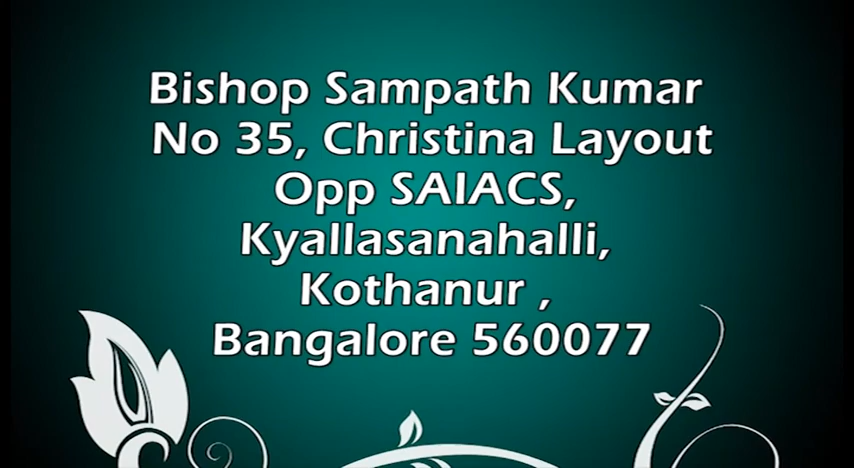 Bishop Sampath Kumar
No 35, Christina Layout
Opp SAIACS,
Kyallasanahalli,
Kothanur ,
Bangalore 560077